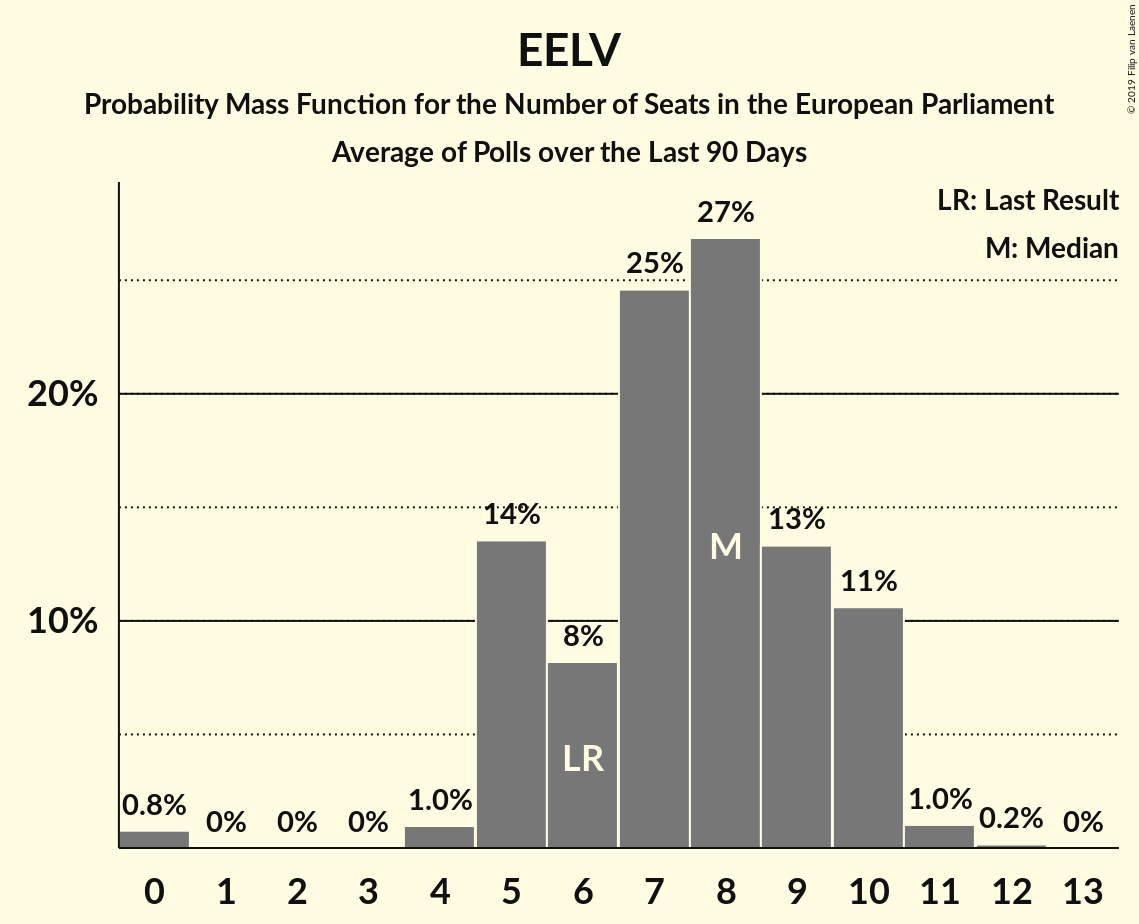 EELV
Probability Mass Function for the Number of Seats in the European Parliament
Average of Polls over the Last 90 Days
© 2019 Filip van Laenen
LR: Last Result
M: Median
27%
25%
20%
14%
13%
M
11%
10%
8%
LR
0.8%
0%
0%
0%
1.0%
1.0%
0.2%
0%
0 1 2 3 4 5 6 7 8 9 10 11 12 13